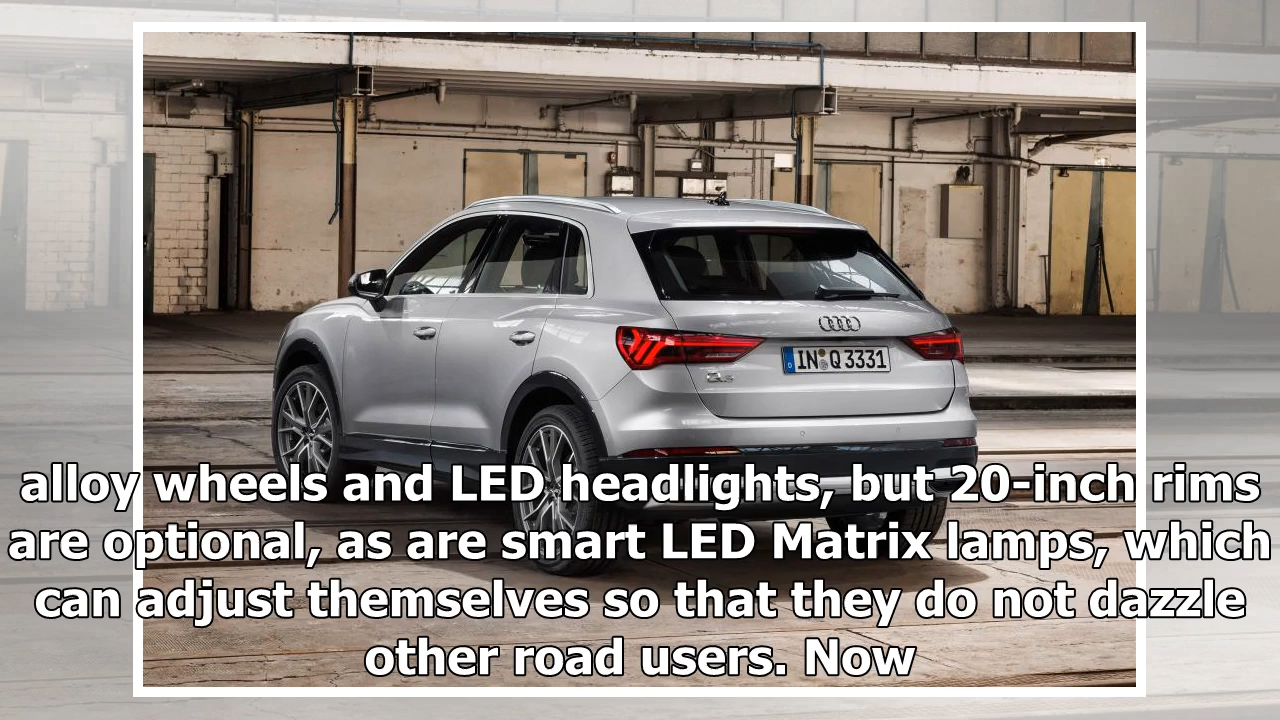 IN Q 3331
Q3
alloy wheels and LED headlights, but 20-inch rims
are optional, as are smart LED Matrix lamps, which
can adjust themselves so that they do not dazzle
other road users. Now